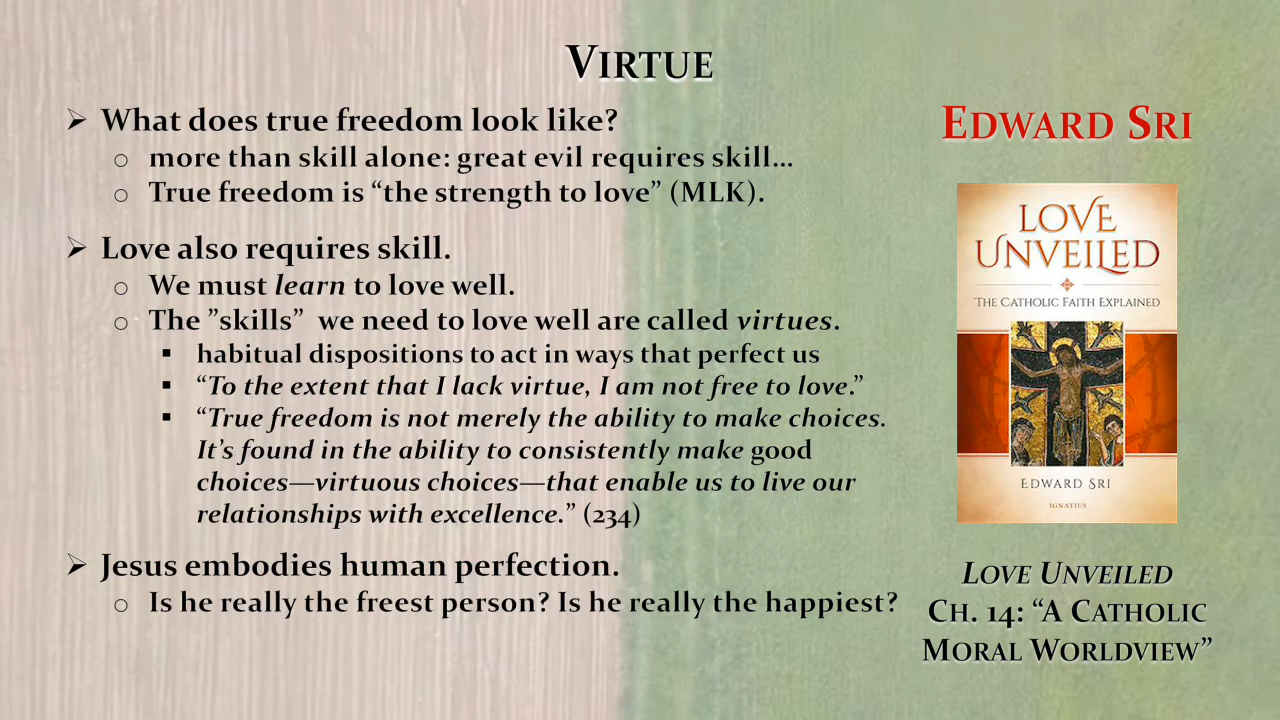 VIRTUE
➢ What does true freedom look like?
o more than skill alone: great evil requires skill...
o True freedom is “the strength to love” (MLK).
➢ Love also requires skill.
o We must learn to love well.
o The ”skills” we need to love well are called virtues.
▪ habitual dispositions to act in ways that perfect us
▪ “To the extent that I lack virtue, I am not free to love.”
▪ “True freedom is not merely the ability to make choices.
It’s found in the ability to consistently make good
choices—virtuous choices—that enable us to live our
relationships with excellence.” (234)
➢ Jesus embodies human perfection.
o Is he really the freest person? Is he really the happiest?
EDWARD SRI
LOVE
UNVEILED
THE CATHOLIC FAITH EXPLAINED
EDWARD SRI
IGNATIUS
LOVE UNVEILED
CH. 14: “A CATHOLIC
MORAL WORLDVIEW”